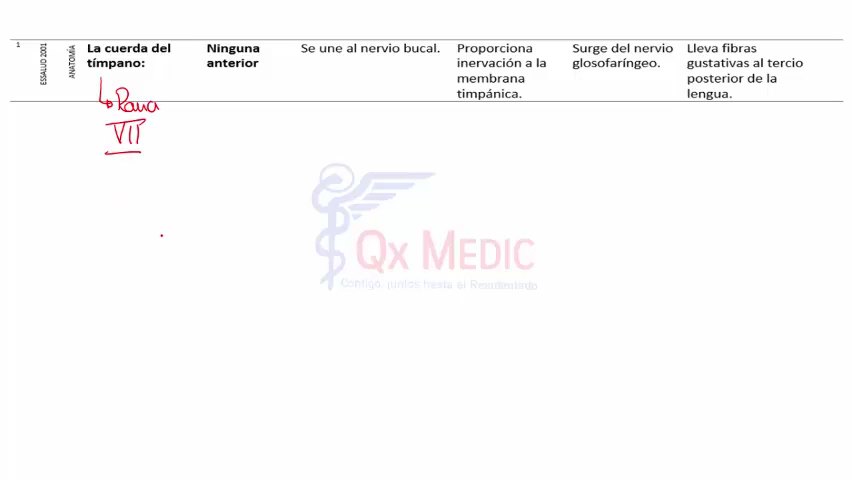 1
ESSALUD 2001
ANATOMÍA
La cuerda del
tímpano:
Ninguna
anterior
Se une al nervio bucal.
Proporciona
inervación a la
membrana
timpánica.
Surge del nervio
glosofaríngeo.
Lleva fibras
gustativas al tercio
posterior de la
lengua.
Rama
VII
QX MEDIC
Contigo, juntos hasta el Residentado